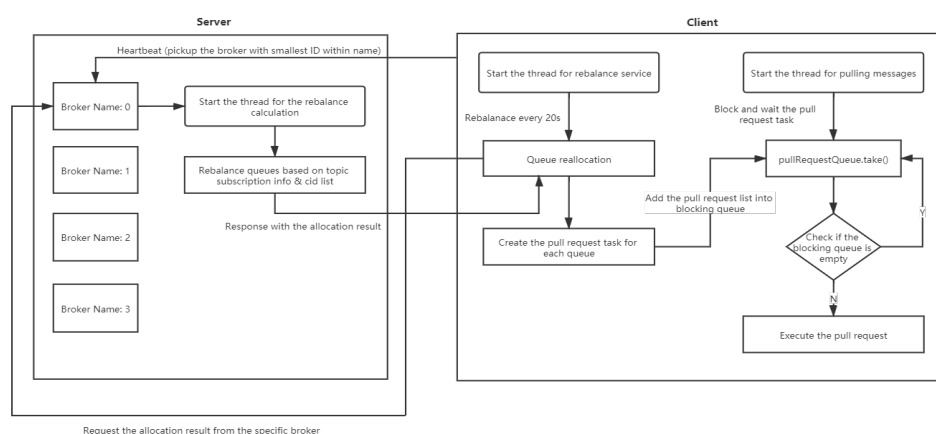 Server
Client
Heartbeat (pickup the broker with smallest ID within name)
Broker Name: 0
Start the thread for the rebalance
calculation
Broker Name: 1
Rebalance queues based on topic
subscription info & cid list
Response with the allocation result
Broker Name: 2
Broker Name: 3
Start the thread for rebalance service
Rebalanace every 20s
Queue reallocation
Create the pull request task for
each queue
Add the pull request list into
blocking queue
Start the thread for pulling messages
Block and wait the pull
request task
pullRequestQueue.take()
Y
Check if the
blocking queue is
empty
N
Execute the pull request
Request the allocation result from the specific broker